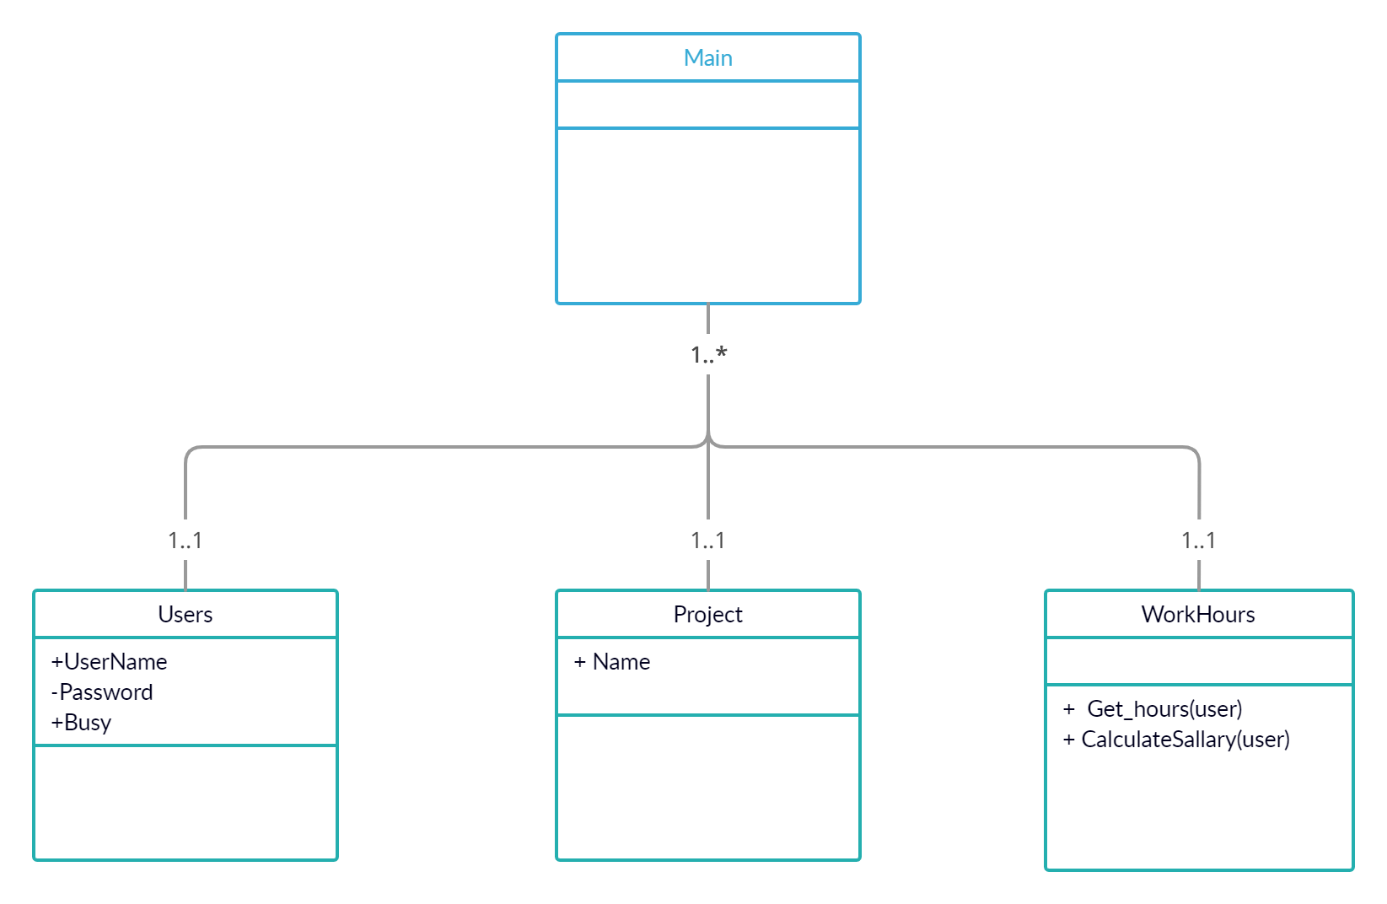 Main
1..*
1..1
1..1
1..1
Users
+UserName
-Password
+Busy
Project
+ Name
WorkHours
+ Get_hours(user)
+ CalculateSallary(user)